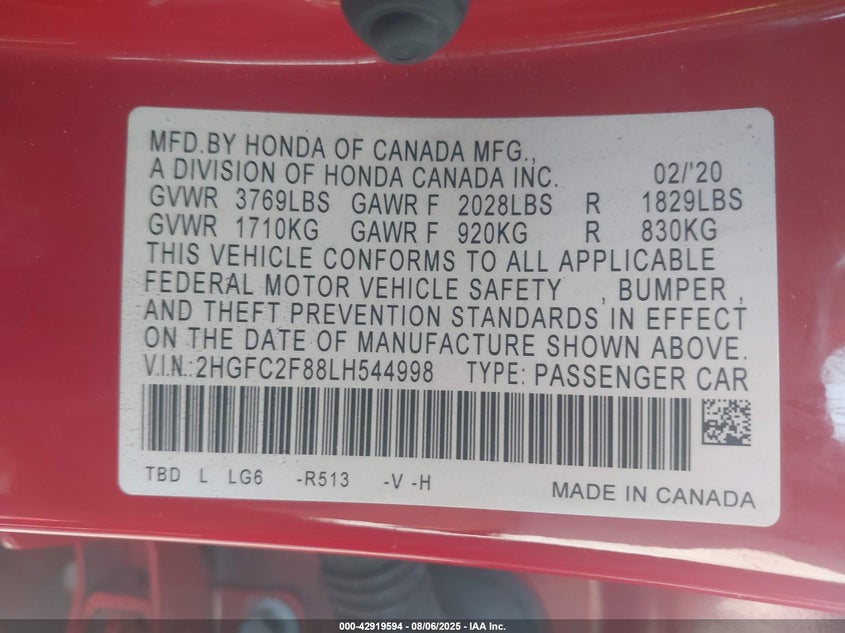 MFD.BY HONDA OF CANADA MFG.,
A DIVISION OF HONDA CANADA INC. 02/'20
GVWR 3769LBS GAWR F 2028LBS R 1829LBS
GVWR 1710KG GAWR F 920KG R 830KG
THIS VEHICLE CONFORMS TO ALL APPLICABLE
FEDERAL MOTOR VEHICLE SAFETY , BUMPER ,
AND THEFT PREVENTION STANDARDS IN EFFECT
ON THE DATE OF MANUFACTURE SHOWN ABOVE.
V.I.N.:2HGFC2F88LH544998 TYPE: PASSENGER CAR
TBD L LG6 -R513 -V -H
MADE IN CANADA
000-42919594 - 08/06/2025 - IAA Inc.